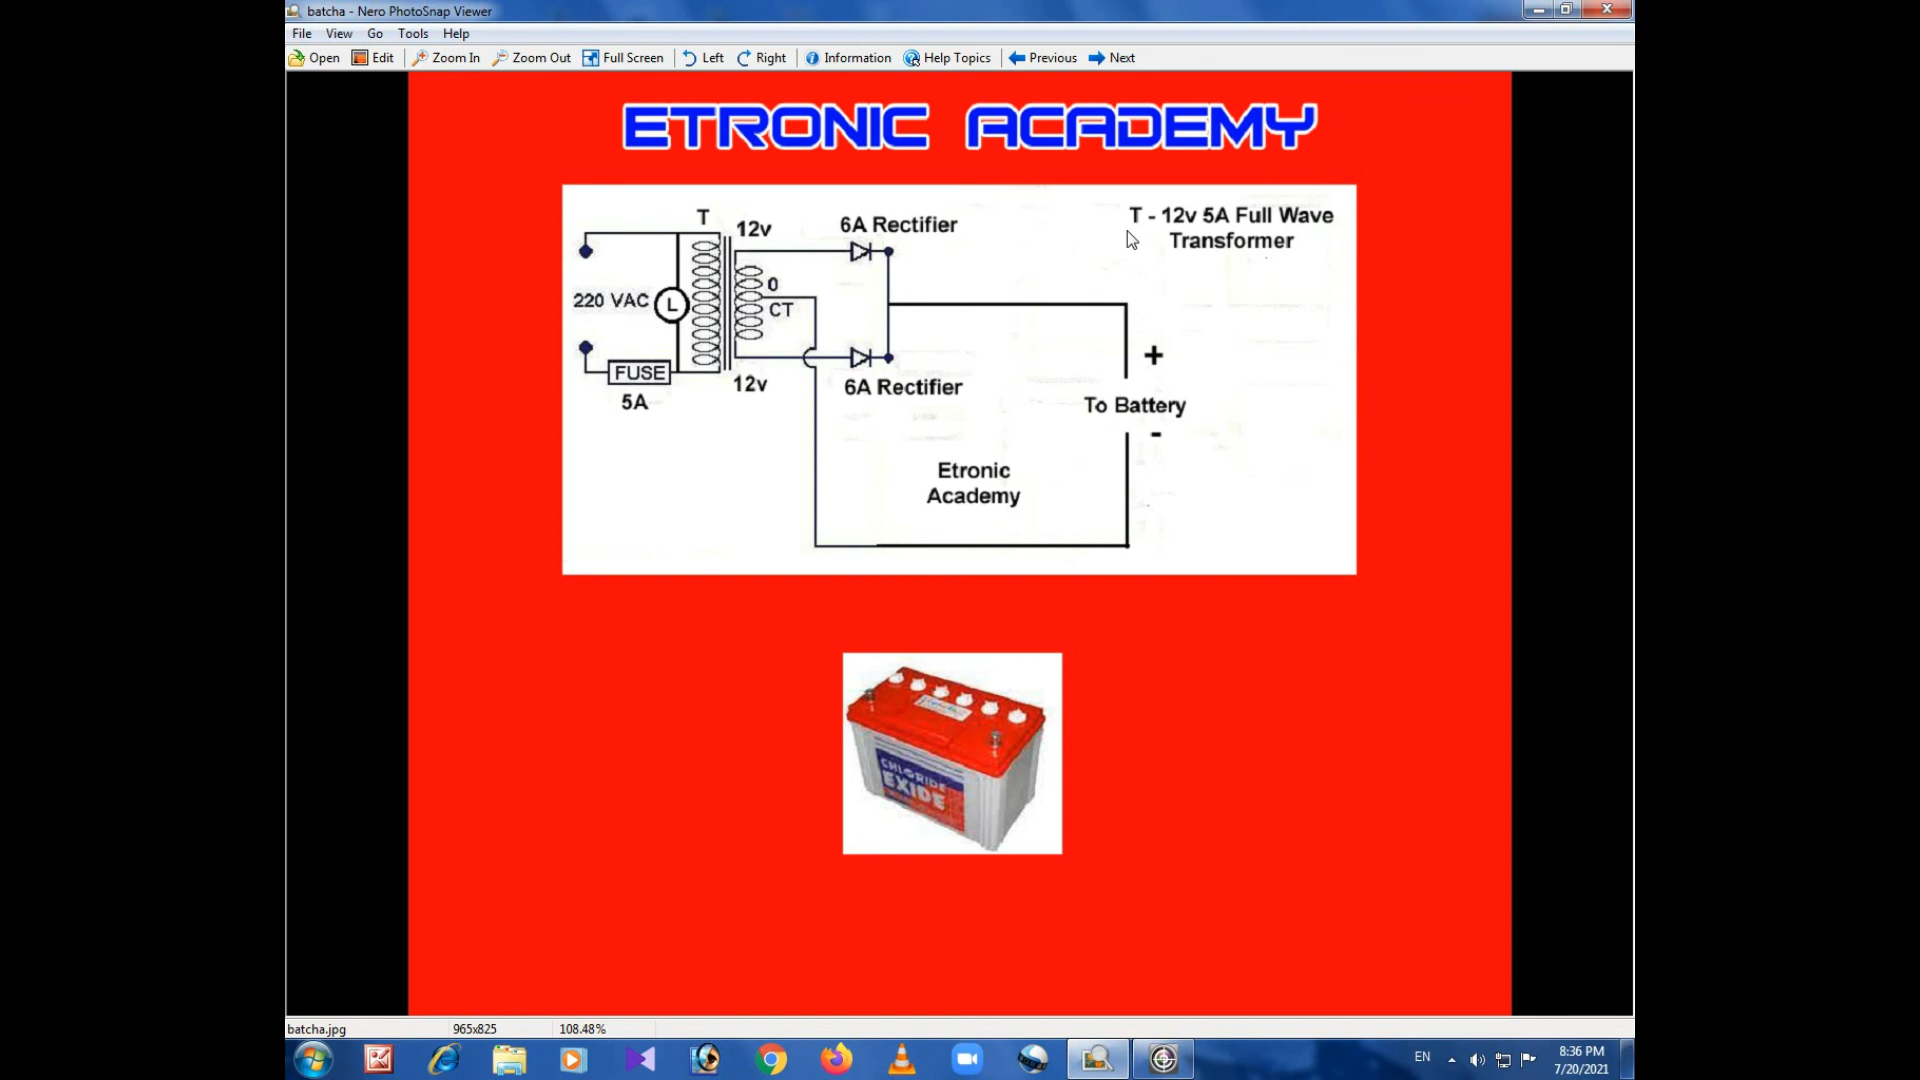 batcha - Nero PhotoSnap Viewer
File View Go Tools Help
Open Edit Zoom In Zoom Out Full Screen Left Right Information Help Topics Previous Next
ETRONIC ACADEMY
T
12v
6A Rectifier
T - 12v 5A Full Wave
Transformer
0
220 VAC
L
CT
+
FUSE
12v
6A Rectifier
5A
To Battery
-
Etronic
Academy
CHLORIDE
EXIDE
batcha.jpg 965x825 108.48%
EN
8:36 PM
7/20/2021